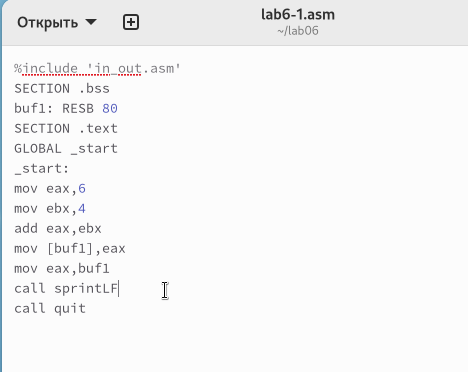 Открыть
lab6-1.asm
~/lab06
%include 'in_out.asm'
SECTION .bss
buf1: RESB 80
SECTION .text
GLOBAL _start
_start:
mov eax,6
mov ebx,4
add eax,ebx
mov [buf1],eax
mov eax,buf1
call sprintLF
call quit